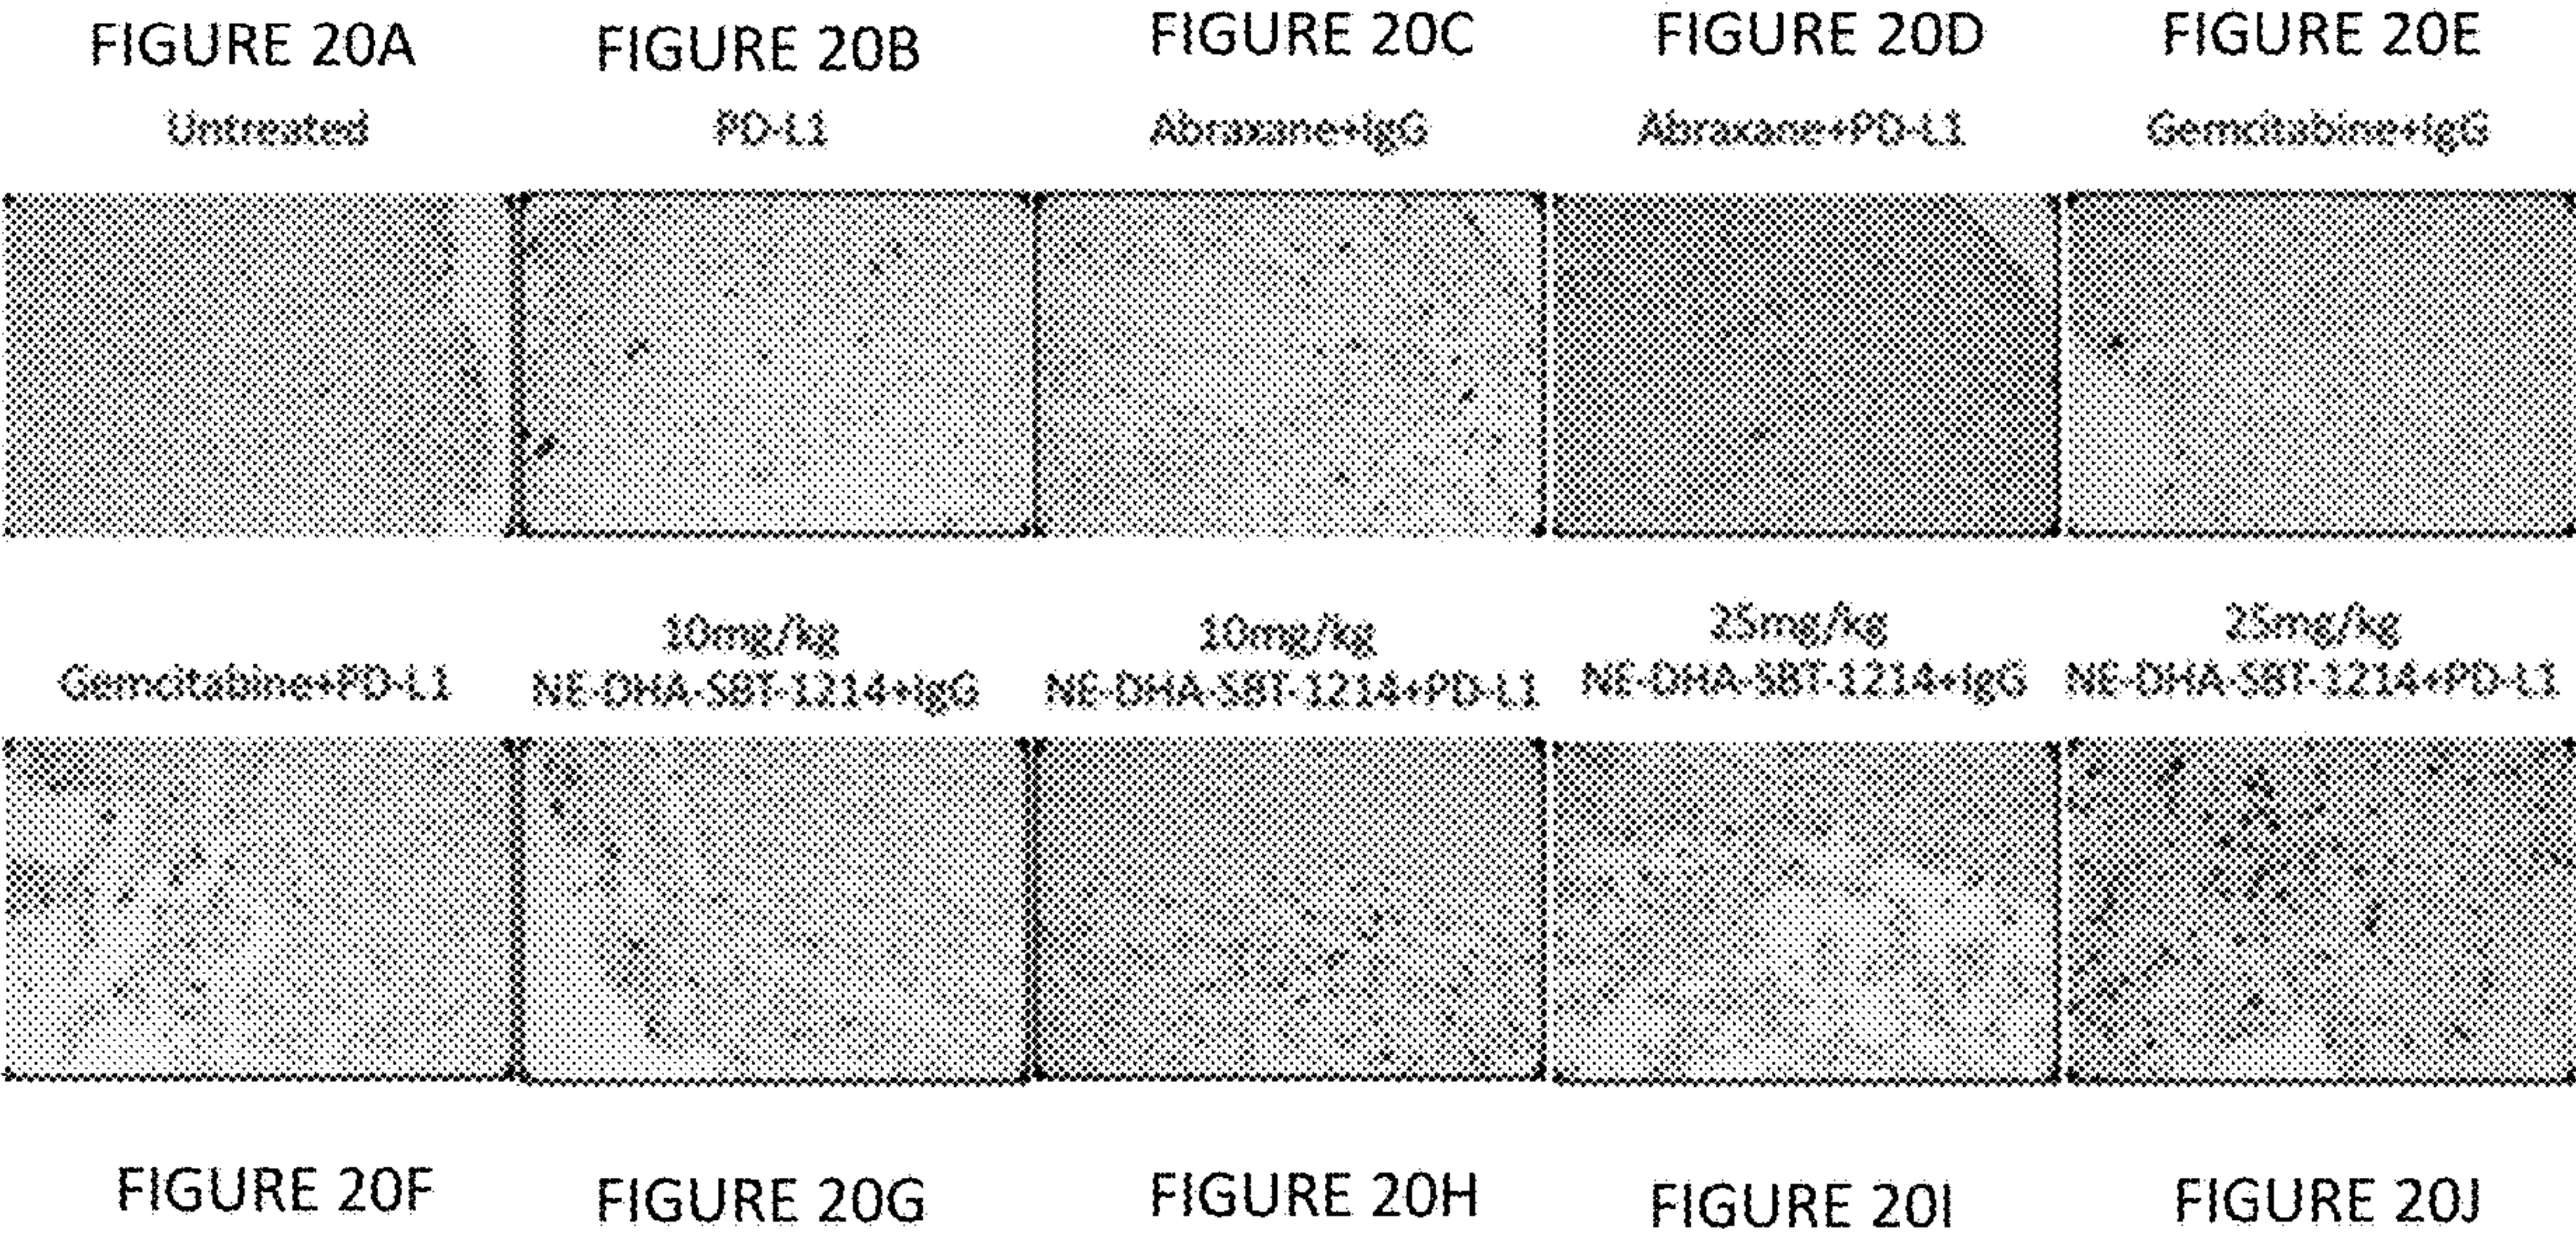 FIGURE 20A
FIGURE 20B
FIGURE 20C
FIGURE 20D
FIGURE 20E
Untreated
PD-L1
Abraxane+IgG
Abraxane+PD-L1
Gemcitabine+IgG
Gemcitabine+PD-L1
10mg/kg
NE-DHA-SBT-1214+IgG
10mg/kg
NE-DHA-SBT-1214+PD-L1
25mg/kg
NE-DHA-SBT-1214+IgG
25mg/kg
NE-DHA-SBT-1214+PD-L1
FIGURE 20F
FIGURE 20G
FIGURE 20H
FIGURE 20I
FIGURE 20J